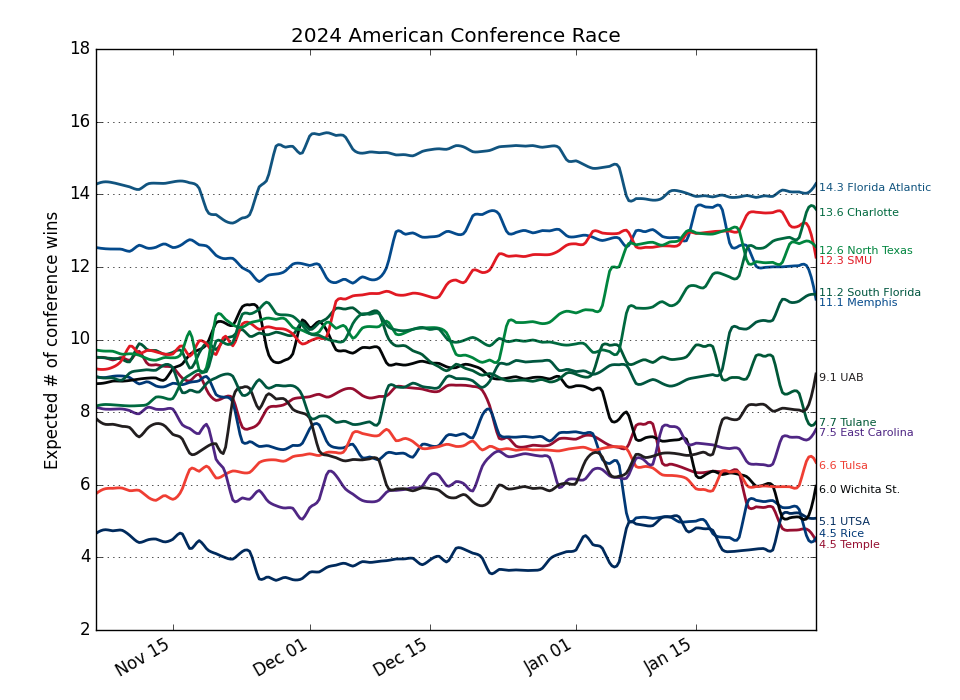 2024 American Conference Race
Expected # of conference wins
18
16
14
12
10
8
6
4
2
Nov 15
Dec 01
Dec 15
Jan 01
Jan 15
14.3 Florida Atlantic
13.6 Charlotte
12.6 North Texas
12.3 SMU
11.2 South Florida
11.1 Memphis
9.1 UAB
7.7 Tulane
7.5 East Carolina
6.6 Tulsa
6.0 Wichita St.
5.1 UTSA
4.5 Rice
4.5 Temple